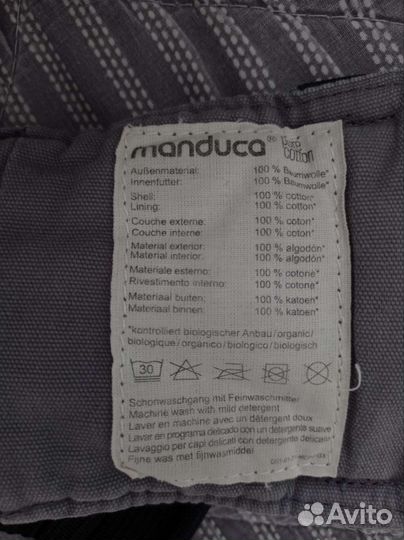 manduca® pure
cotton
Außenmaterial: 100 % Baumwolle*
Innenfutter: 100 % Baumwolle*
Shell: 100 % cotton*
Lining: 100 % cotton*
Couche externe: 100 % coton*
Couche interne: 100 % coton*
Material exterior: 100 % algodón*
Material interior: 100 % algodón*
Materiale esterno: 100 % cotone*
Rivestimento interno: 100 % cotone*
Materiaal buiten: 100 % katoen*
Materiaal binnen: 100 % katoen*
*kontrolliert biologischer Anbau/organic/
biologique/organico/biologico/biologisch
30
Schonwaschgang mit Feinwaschmittel
Machine wash with mild detergent
Laver en machine avec un détergent doux
Lavar en programa delicado con un détergente suave
Lavaggio per capi delicati con detergente delicato
Fijne was met fijnwasmiddel
Avito